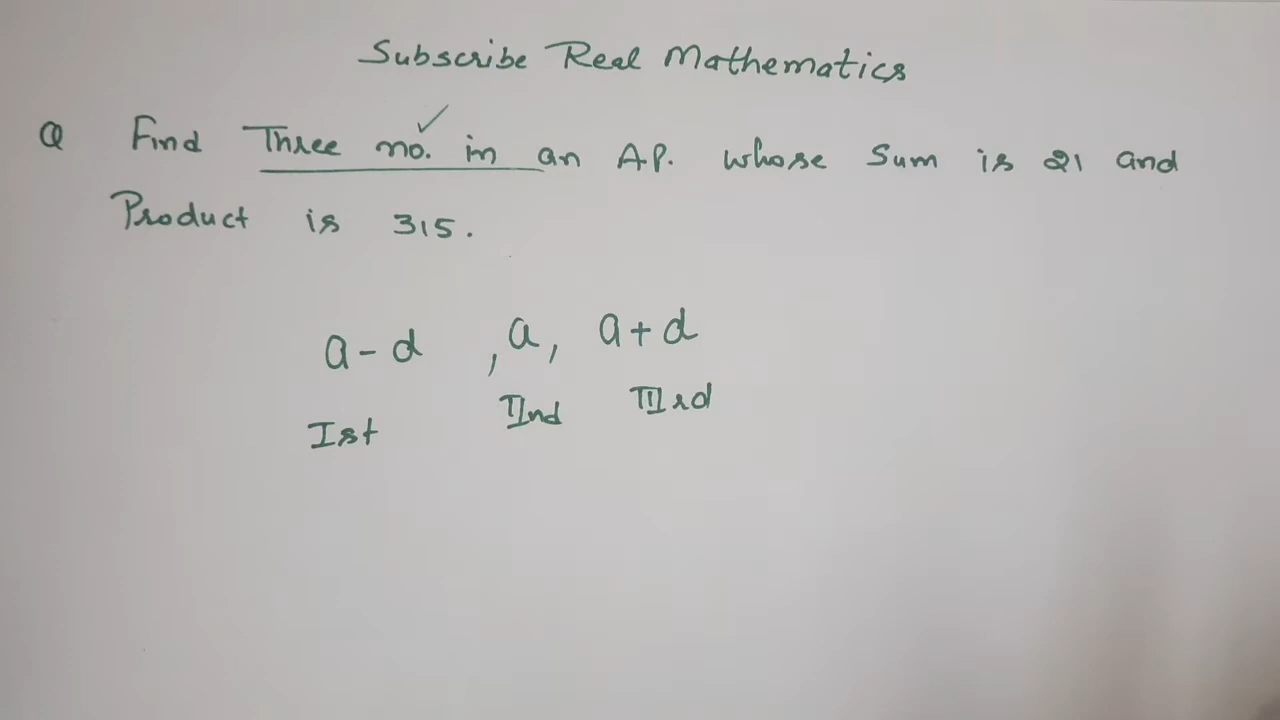 Subscribe Real Mathematics
Q Find Three no. in an A.P. whose Sum is 21 and
Product is 315.
a - d , a , a + d
Ist IInd IIIrd